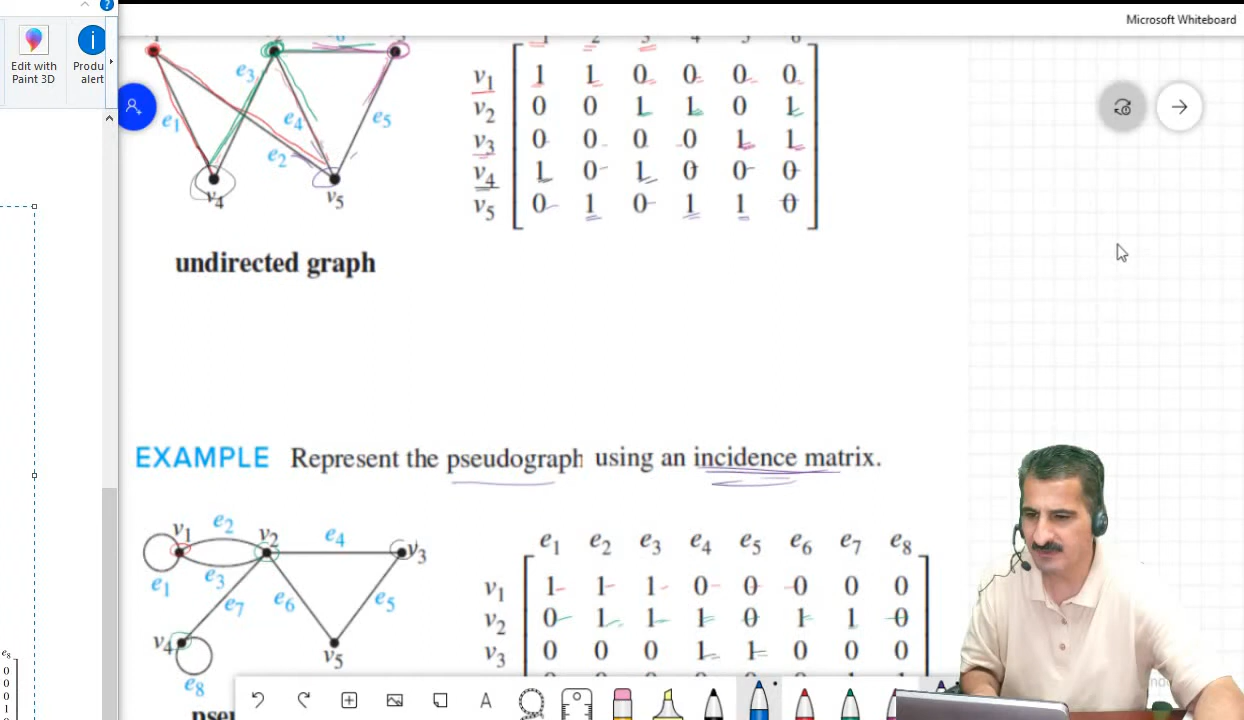 Microsoft Whiteboard
Edit with
Paint 3D
Produ
alert
e3
e1
e4
e2
e5
v4
v5
v1 1 1 0 0 0 0
v2 0 0 1 1 0 1
v3 0 0 0 0 1 1
v4 1 0 1 0 0 0
v5 0 1 0 1 1 0
undirected graph
EXAMPLE Represent the pseudograph using an incidence matrix.
v1 e2 v2 e4 v3
e1 e3 e7 e6 e5
v4 v5
e8
e1 e2 e3 e4 e5 e6 e7 e8
v1 1 1 1 0 0 0 0 0
v2 0 1 1 1 0 1 1 0
v3 0 0 0 1 1 0 0 0
e8
0
0
0
1
A